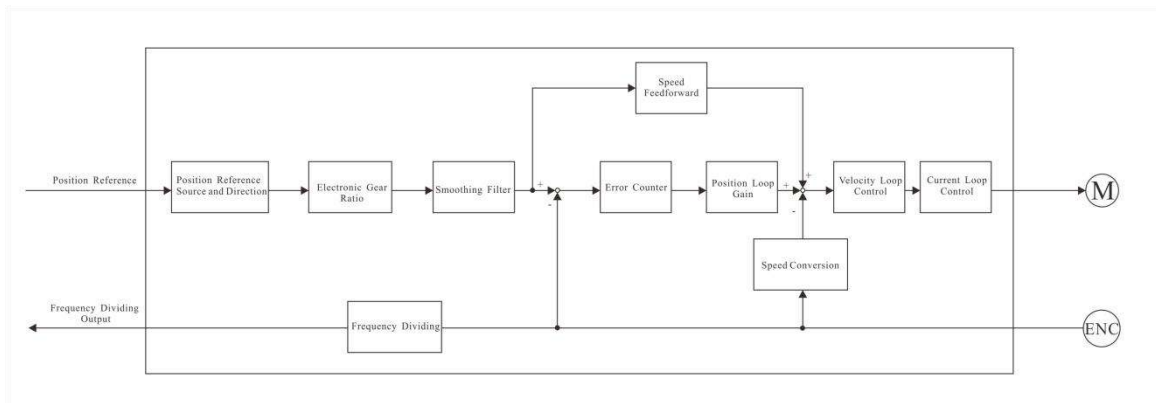 Speed
Feedforward
Position Reference
Position Reference
Source and Direction
Electronic Gear
Ratio
Smoothing Filter
+
-
Error Counter
Position Loop
Gain
+
+
-
Velocity Loop
Control
Current Loop
Control
M
Speed Conversion
Frequency Dividing
Output
Frequency Dividing
ENC